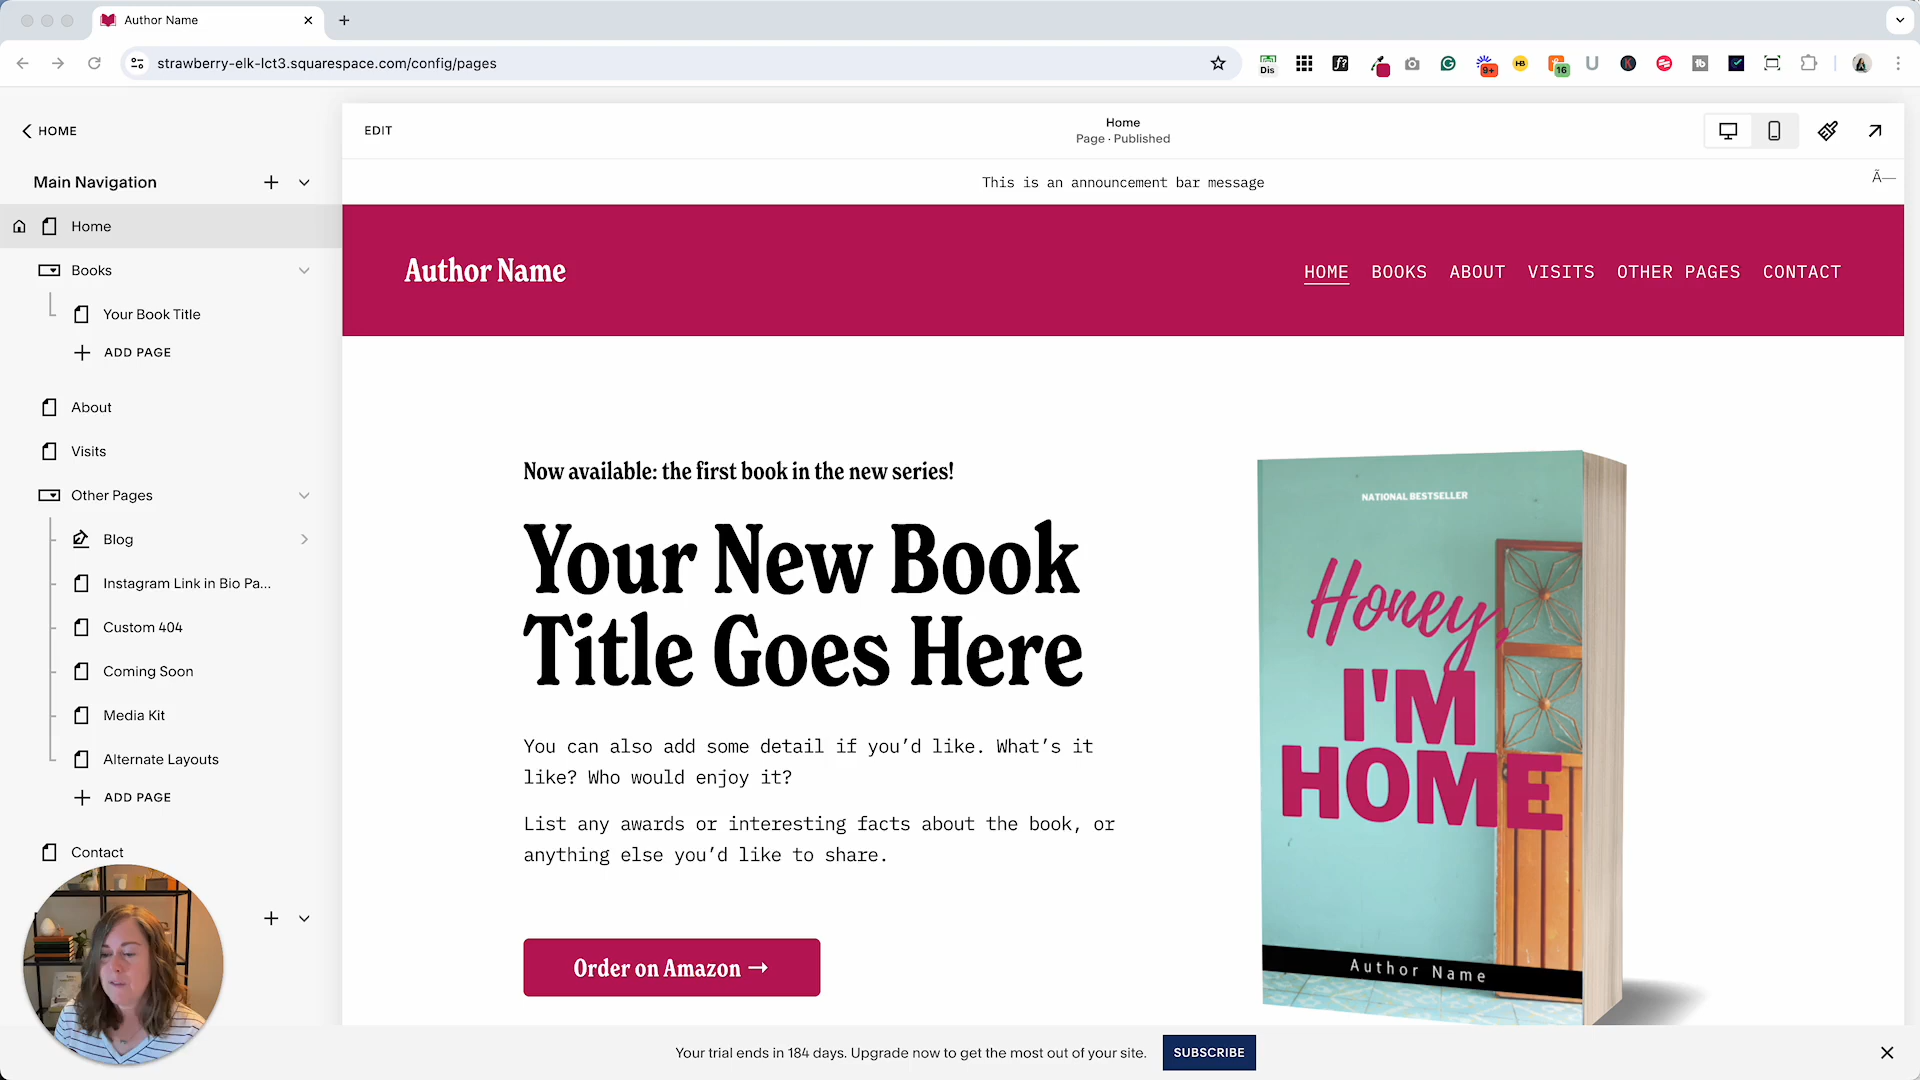 Author Name
strawberry-elk-lct3.squarespace.com/config/pages
Dis
f?
9+
HB
16
U
K
tb
HOME
EDIT
Home
Page · Published
Main Navigation
This is an announcement bar message
Ã—
Home
Books
Your Book Title
ADD PAGE
About
Visits
Other Pages
Blog
Instagram Link in Bio Pa...
Custom 404
Coming Soon
Media Kit
Alternate Layouts
ADD PAGE
Contact
Author Name
HOME BOOKS ABOUT VISITS OTHER PAGES CONTACT
Now available: the first book in the new series!
Your New Book
Title Goes Here
You can also add some detail if you’d like. What’s it
like? Who would enjoy it?
List any awards or interesting facts about the book, or
anything else you’d like to share.
Order on Amazon →
NATIONAL BESTSELLER
Honey,
I'M
HOME
Author Name
Your trial ends in 184 days. Upgrade now to get the most out of your site.
SUBSCRIBE